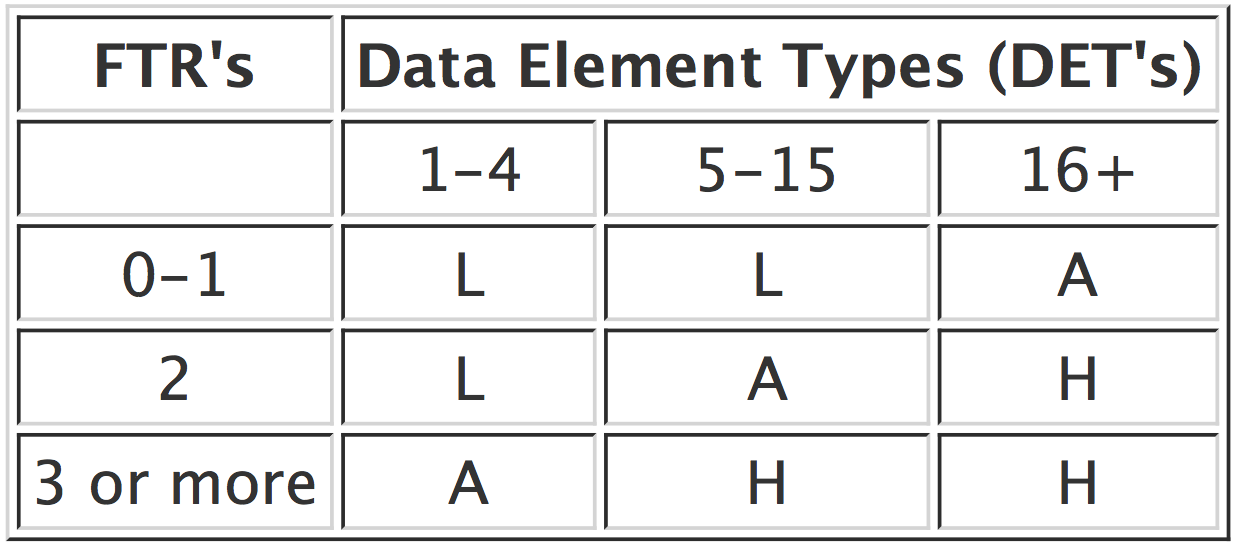 FTR's Data Element Types (DET's)
1-4 5-15 16+
0-1 L L A
2 L A H
3 or more A H H